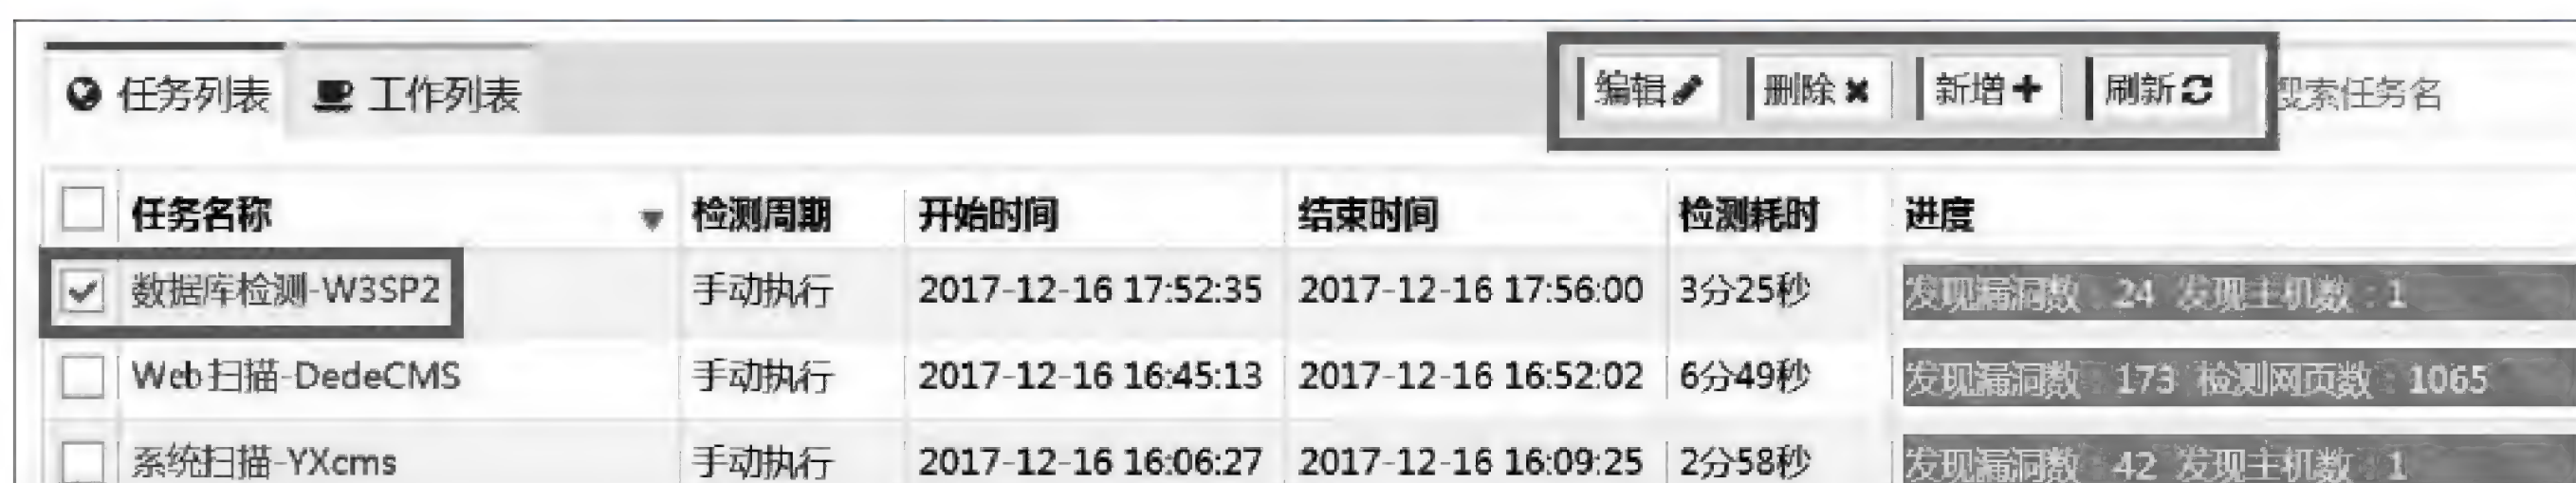 任务列表 工作列表 编辑 删除 新增 刷新 搜索任务名
任务名称 检测周期 开始时间 结束时间 检测耗时 进度
数据库检测-W3SP2 手动执行 2017-12-16 17:52:35 2017-12-16 17:56:00 3分25秒 发现漏洞数：24 发现主机数：1
Web扫描-DedeCMS 手动执行 2017-12-16 16:45:13 2017-12-16 16:52:02 6分49秒 发现漏洞数：173 检测网页数：1065
系统扫描-YXcms 手动执行 2017-12-16 16:06:27 2017-12-16 16:09:25 2分58秒 发现漏洞数：42 发现主机数：1